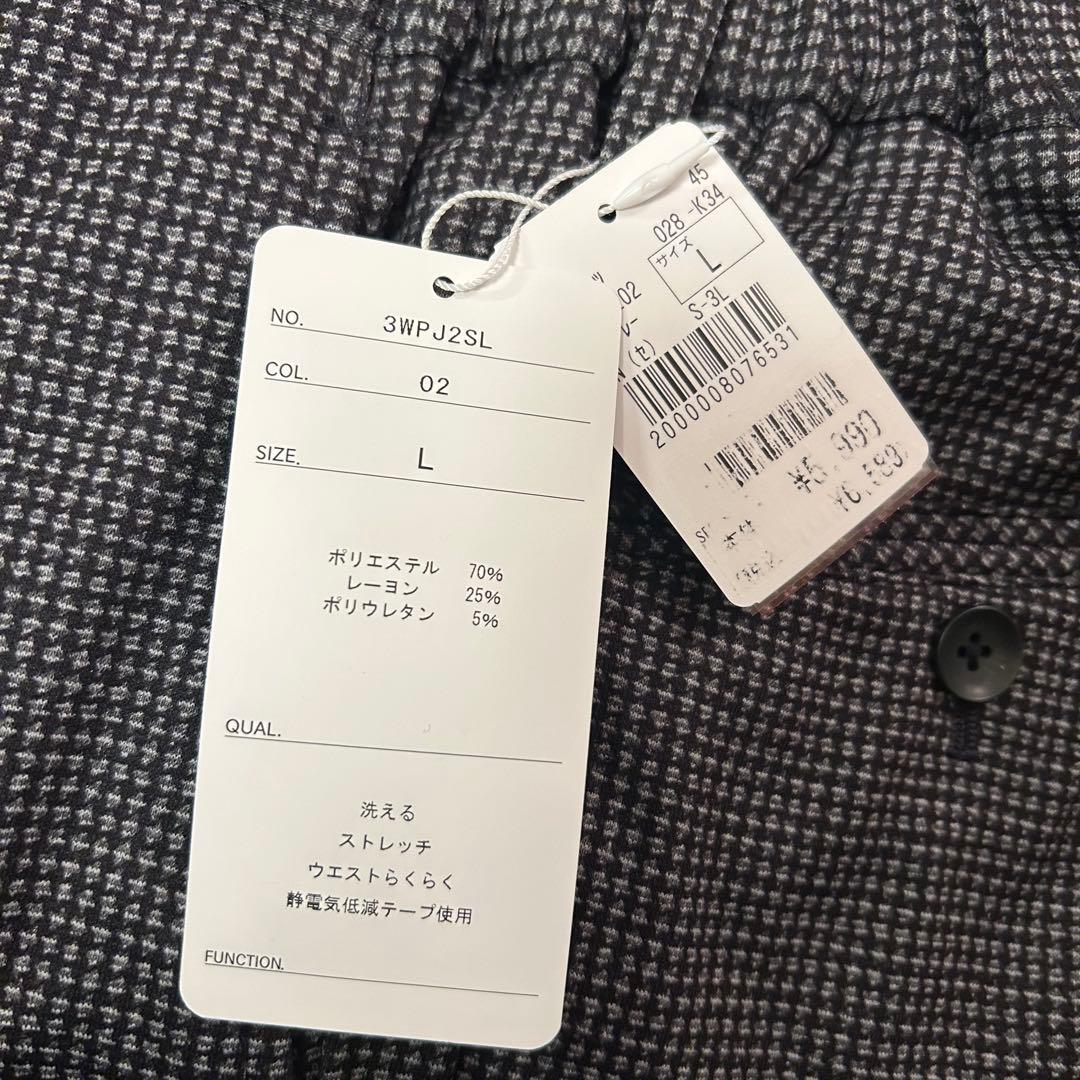 NO. 3WPJ2SL
COL. 02
SIZE. L
ポリエステル 70%
レーヨン 25%
ポリウレタン 5%
QUAL.
洗える
ストレッチ
ウエストらくらく
静電気低減テープ使用
FUNCTION.
45
028-K34
サイズ
L
S-3L
02
(セ)
2000008076531
¥5,990